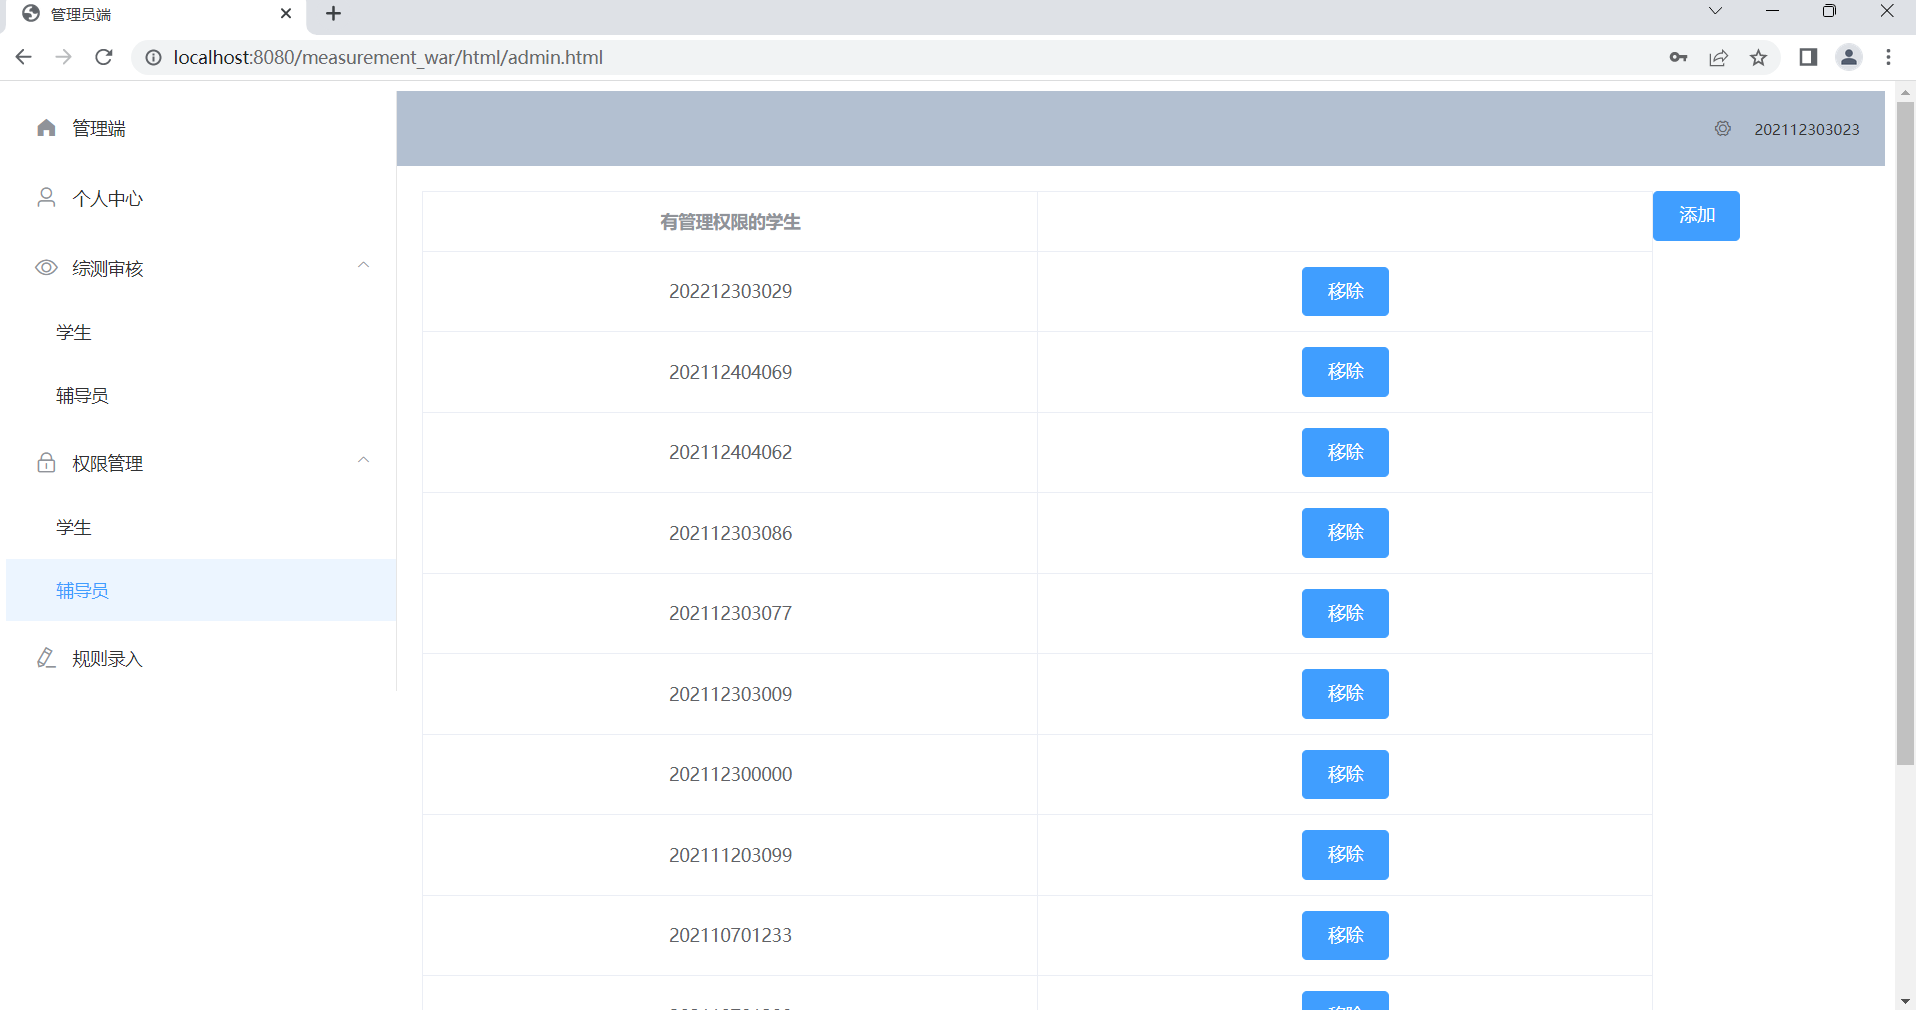 管理员端
localhost:8080/measurement_war/html/admin.html
管理端
202112303023
个人中心
综测审核
学生
辅导员
权限管理
学生
辅导员
规则录入
有管理权限的学生
添加
202212303029 移除
202112404069 移除
202112404062 移除
202112303086 移除
202112303077 移除
202112303009 移除
202112300000 移除
202111203099 移除
202110701233 移除
移除